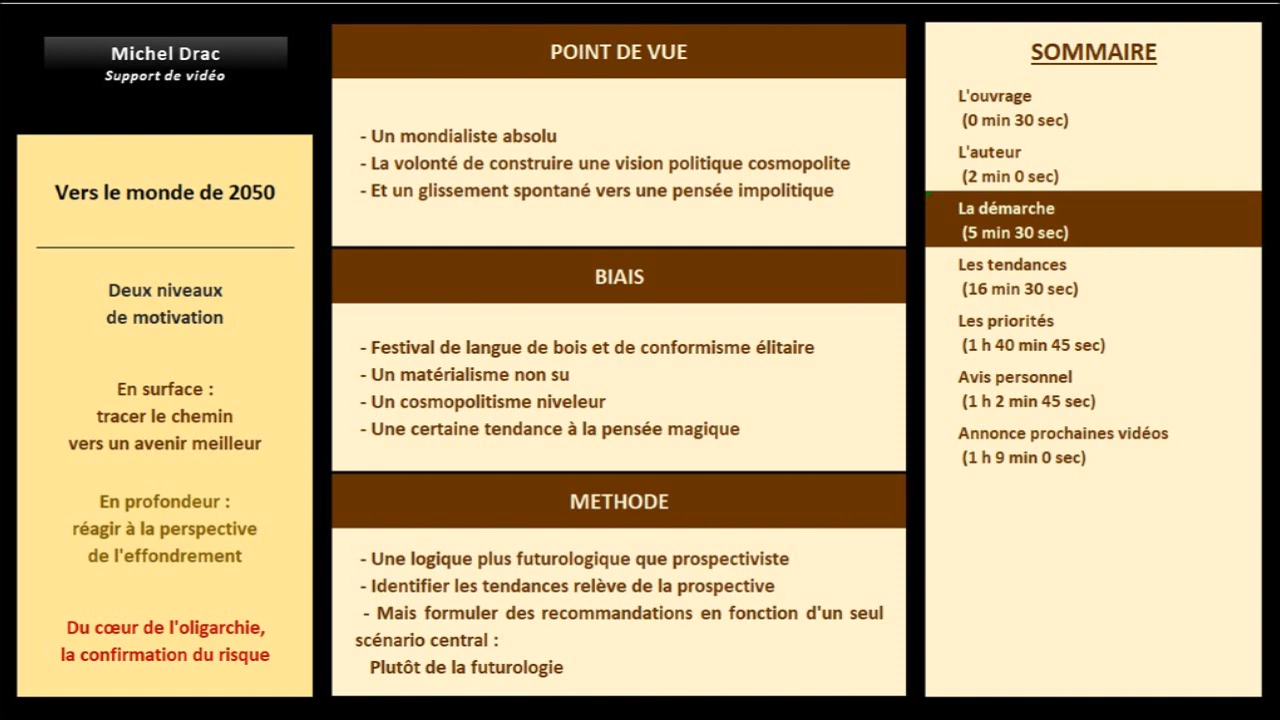 Michel Drac
Support de vidéo
Vers le monde de 2050
Deux niveaux
de motivation
En surface :
tracer le chemin
vers un avenir meilleur
En profondeur :
réagir à la perspective
de l'effondrement
Du cœur de l'oligarchie,
la confirmation du risque
POINT DE VUE
- Un mondialiste absolu
- La volonté de construire une vision politique cosmopolite
- Et un glissement spontané vers une pensée impolitique
BIAIS
- Festival de langue de bois et de conformisme élitaire
- Un matérialisme non su
- Un cosmopolitisme niveleur
- Une certaine tendance à la pensée magique
METHODE
- Une logique plus futurologique que prospectiviste
- Identifier les tendances relève de la prospective
- Mais formuler des recommandations en fonction d'un seul
scénario central :
Plutôt de la futurologie
SOMMAIRE
L'ouvrage
(0 min 30 sec)
L'auteur
(2 min 0 sec)
La démarche
(5 min 30 sec)
Les tendances
(16 min 30 sec)
Les priorités
(1 h 40 min 45 sec)
Avis personnel
(1 h 2 min 45 sec)
Annonce prochaines vidéos
(1 h 9 min 0 sec)